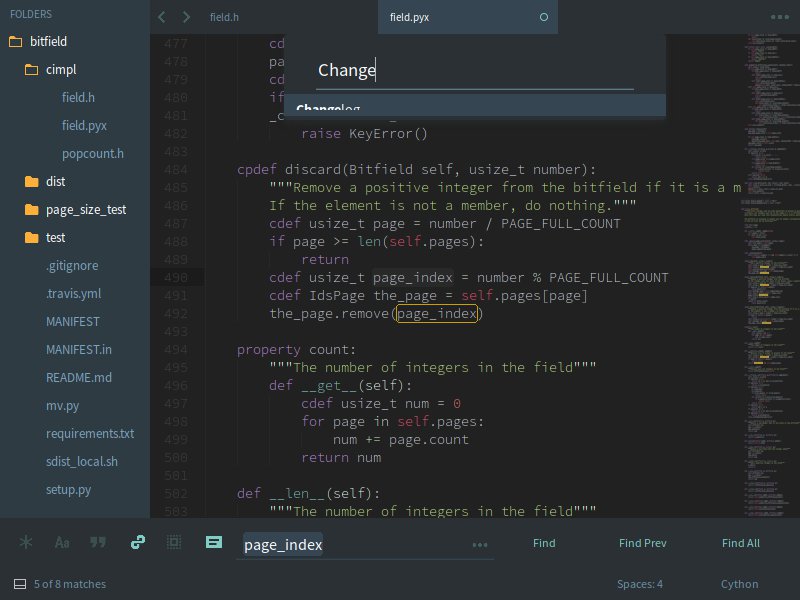 FOLDERS
bitfield
cimpl
field.h
field.pyx
popcount.h
dist
page_size_test
test
.gitignore
.travis.yml
MANIFEST
MANIFEST.in
README.md
mv.py
requirements.txt
sdist_local.sh
setup.py
field.h
field.pyx
Change
Changelog
477 cd
478 pa
479 cd
480 if
481 _c
482 raise KeyError()
483
484 cpdef discard(Bitfield self, usize_t number):
485 """Remove a positive integer from the bitfield if it is a m
486 If the element is not a member, do nothing."""
487 cdef usize_t page = number / PAGE_FULL_COUNT
488 if page >= len(self.pages):
489 return
490 cdef usize_t page_index = number % PAGE_FULL_COUNT
491 cdef IdsPage the_page = self.pages[page]
492 the_page.remove(page_index)
493
494 property count:
495 """The number of integers in the field"""
496 def __get__(self):
497 cdef usize_t num = 0
498 for page in self.pages:
499 num += page.count
500 return num
501
502 def __len__(self):
503 """The number of integers in the field"""
Aa
page_index
Find
Find Prev
Find All
5 of 8 matches
Spaces: 4
Cython